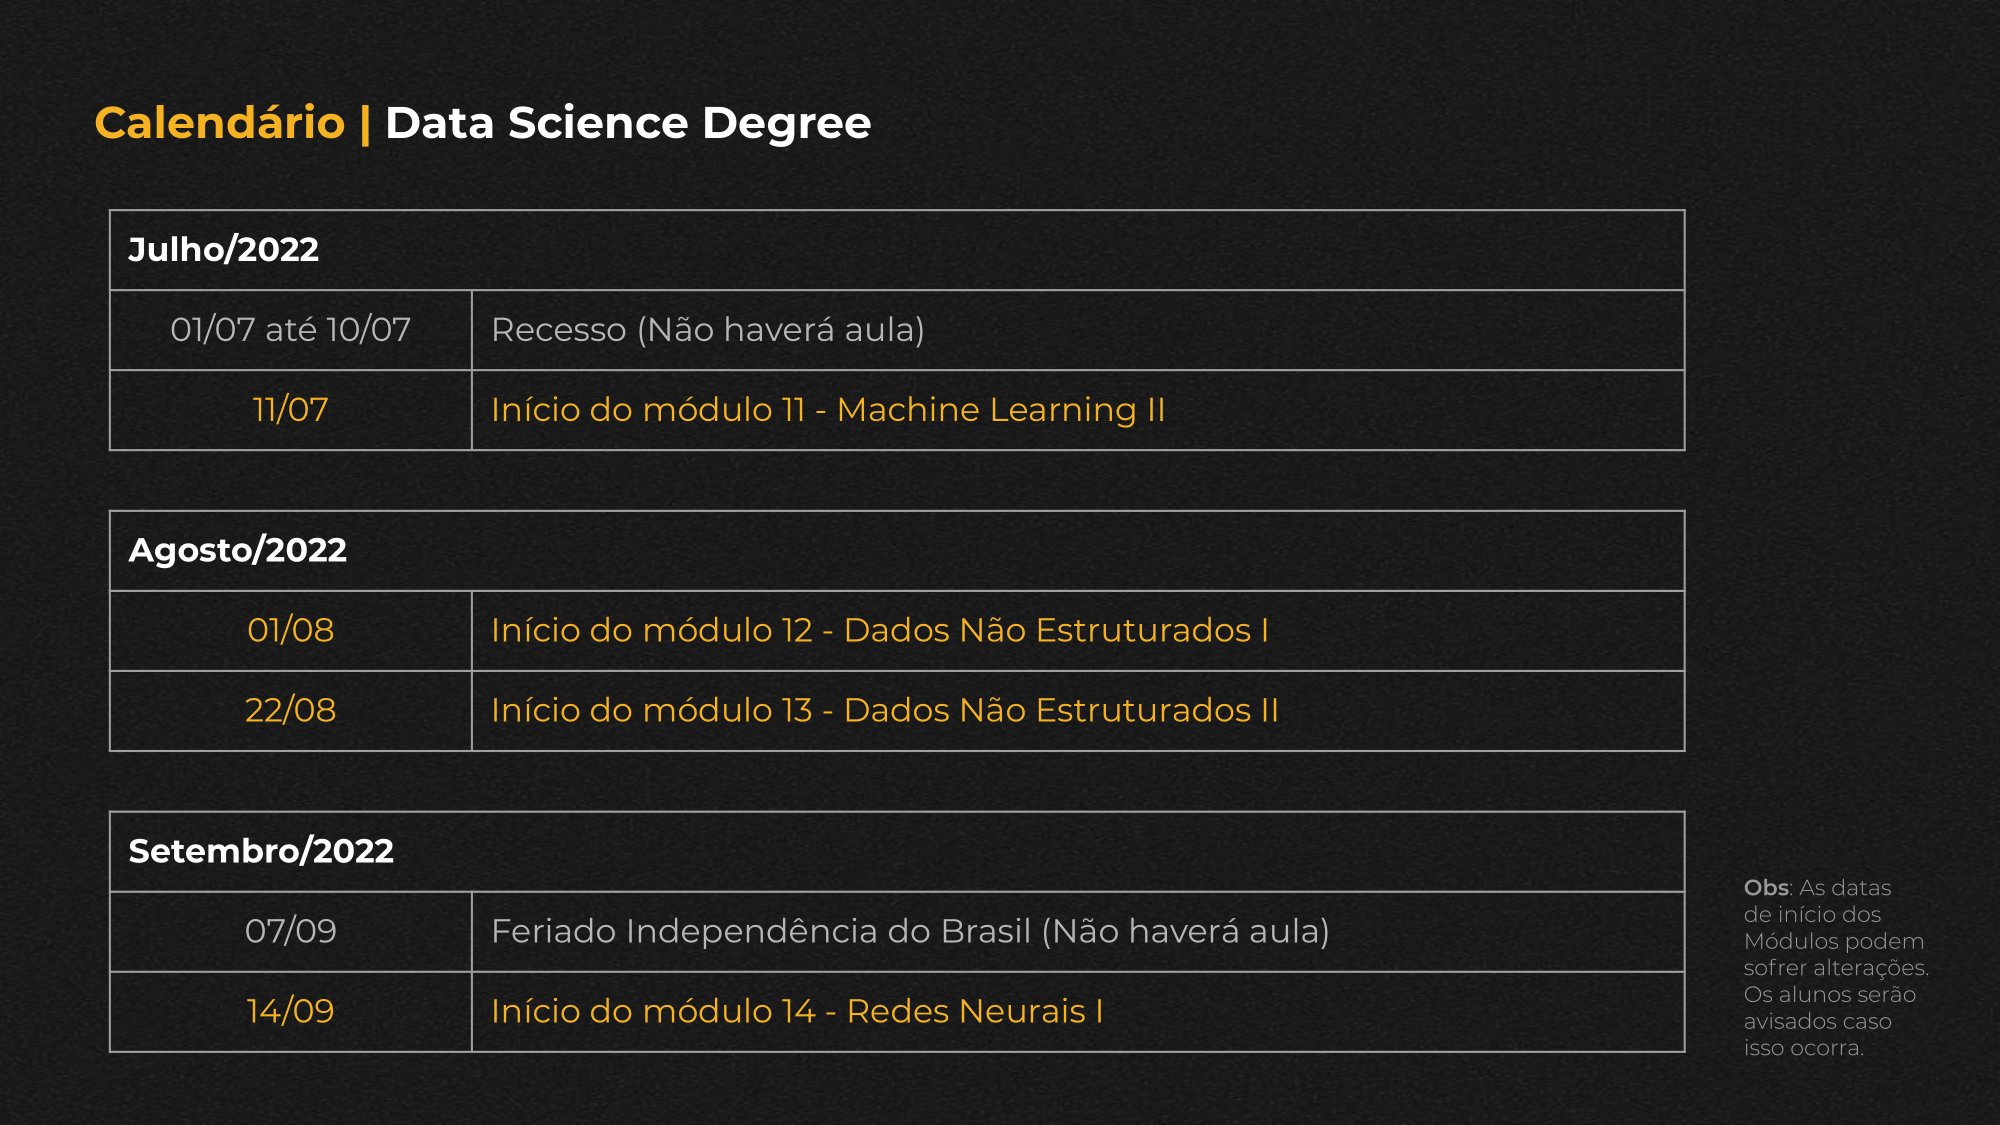 Calendário | Data Science Degree
Julho/2022
01/07 até 10/07 Recesso (Não haverá aula)
11/07 Início do módulo 11 - Machine Learning II
Agosto/2022
01/08 Início do módulo 12 - Dados Não Estruturados I
22/08 Início do módulo 13 - Dados Não Estruturados II
Setembro/2022
07/09 Feriado Independência do Brasil (Não haverá aula)
14/09 Início do módulo 14 - Redes Neurais I
Obs: As datas
de início dos
Módulos podem
sofrer alterações.
Os alunos serão
avisados caso
isso ocorra.